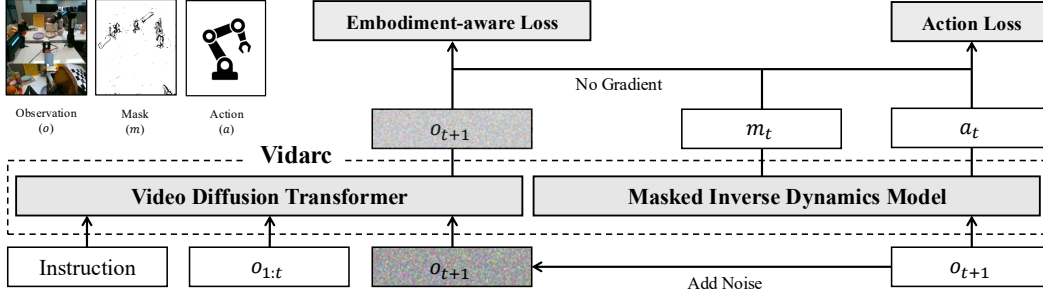 Embodiment-aware Loss
Action Loss
No Gradient
Observation
(o)
Mask
(m)
Action
(a)
o_{t+1}
m_t
a_t
Vidarc
Video Diffusion Transformer
Masked Inverse Dynamics Model
Instruction
o_{1:t}
o_{t+1}
o_{t+1}
Add Noise